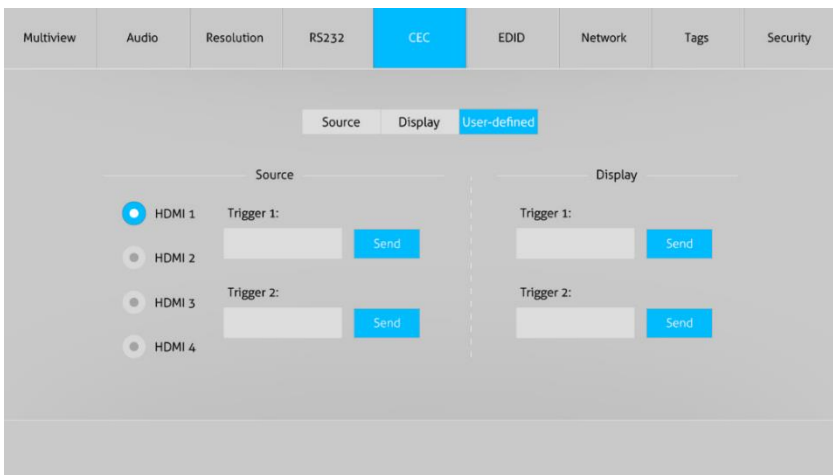 Multiview Audio Resolution RS232 CEC EDID Network Tags Security
Source Display User-defined
Source Display
HDMI 1 Trigger 1: Trigger 1:
Send Send
HDMI 2
Trigger 2: Trigger 2:
HDMI 3
Send Send
HDMI 4